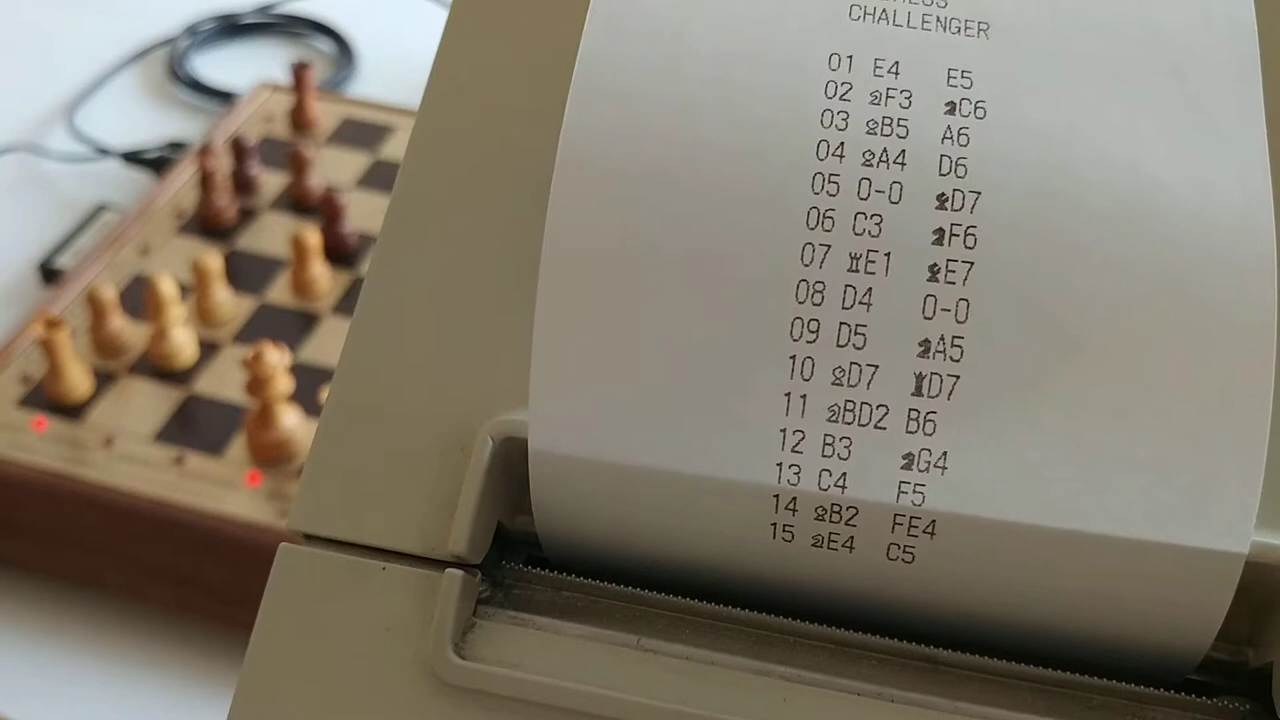 CHESS
CHALLENGER
01 E4 E5
02 ♘F3 ♞C6
03 ♗B5 A6
04 ♗A4 D6
05 0-0 ♝D7
06 C3 ♞F6
07 ♖E1 ♝E7
08 D4 0-0
09 D5 ♞A5
10 ♗D7 ♜D7
11 ♘BD2 B6
12 B3 ♞G4
13 C4 F5
14 ♗B2 FE4
15 ♘E4 C5